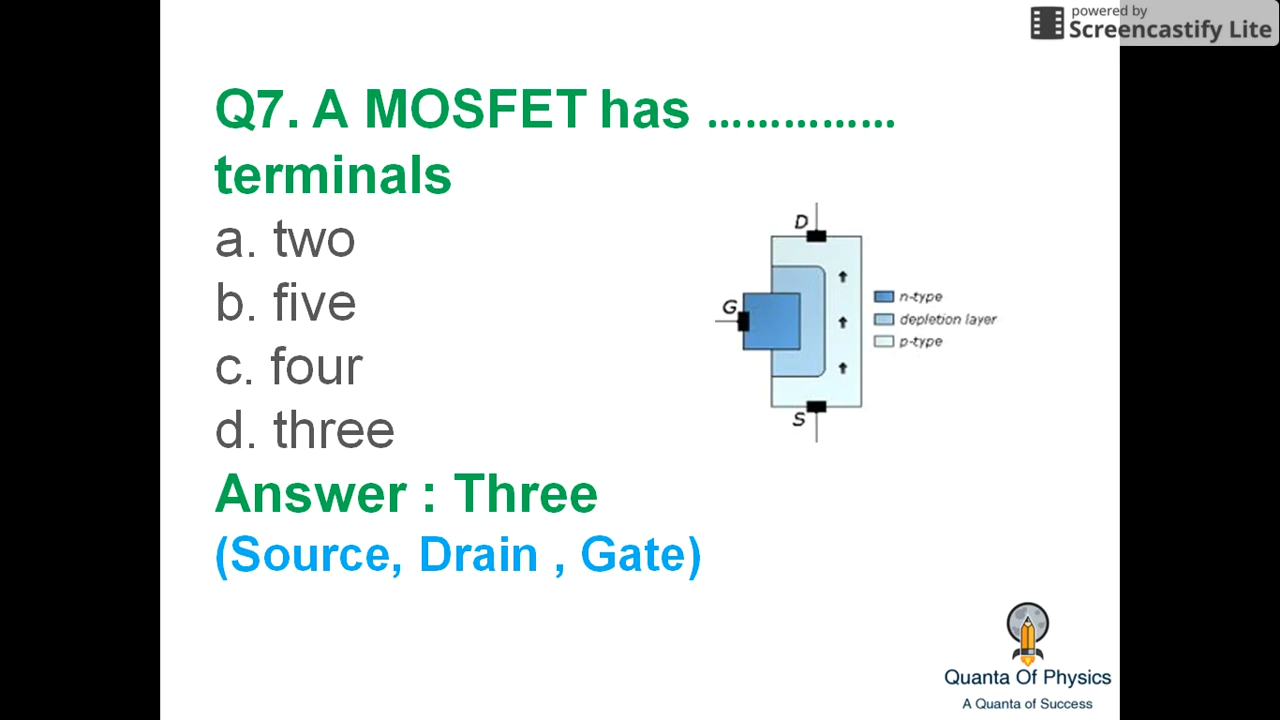 powered by
Screencastify Lite
Q7. A MOSFET has ...............
terminals
a. two
b. five
c. four
d. three
Answer : Three
(Source, Drain , Gate)
D
G
S
n-type
depletion layer
p-type
Quanta Of Physics
A Quanta of Success